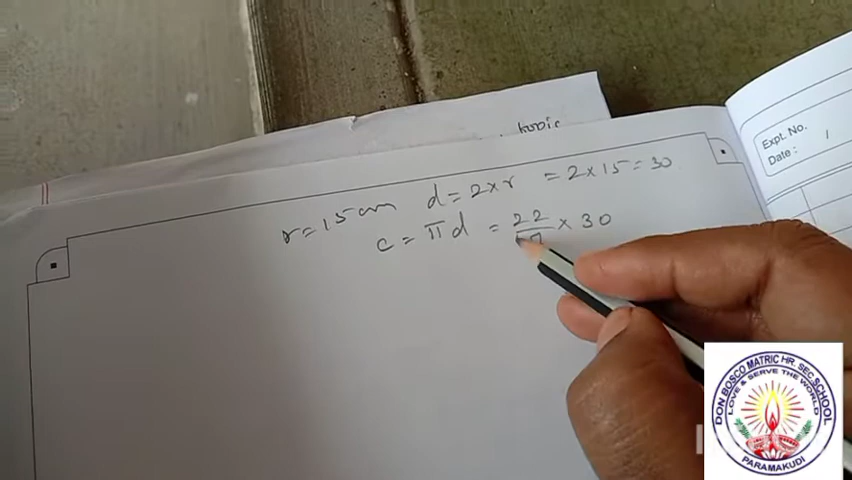 topic
Expt. No.
Date : 1
r = 15 cm d = 2 × r = 2 × 15 = 30
c = π d = 22/7 × 30
DON BOSCO MATRIC HR. SEC. SCHOOL
LOVE & SERVE THE WORLD
PARAMAKUDI